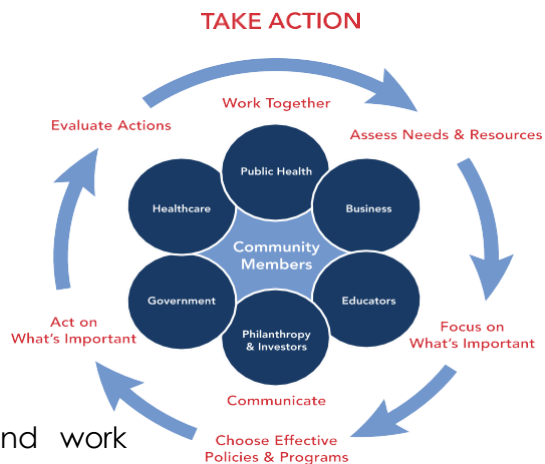 TAKE ACTION
Work Together
Evaluate Actions
Assess Needs & Resources
Public Health
Healthcare
Business
Community
Members
Government
Educators
Philanthropy
& Investors
Act on
What's Important
Focus on
What's Important
Communicate
work
Choose Effective
Policies & Programs